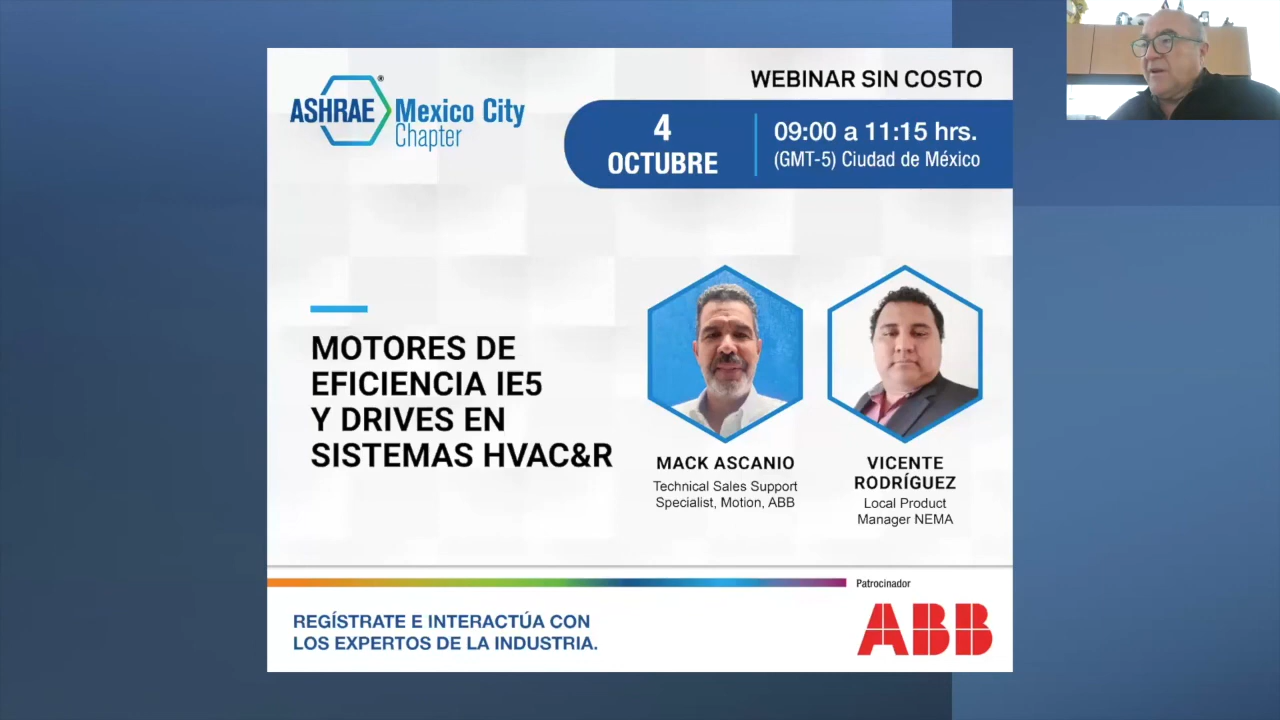 ASHRAE®
Mexico City
Chapter
WEBINAR SIN COSTO
4
OCTUBRE
09:00 a 11:15 hrs.
(GMT-5) Ciudad de México
MOTORES DE
EFICIENCIA IE5
Y DRIVES EN
SISTEMAS HVAC&R
MACK ASCANIO
Technical Sales Support
Specialist, Motion, ABB
VICENTE
RODRÍGUEZ
Local Product
Manager NEMA
Patrocinador
REGÍSTRATE E INTERACTÚA CON
LOS EXPERTOS DE LA INDUSTRIA.
ABB